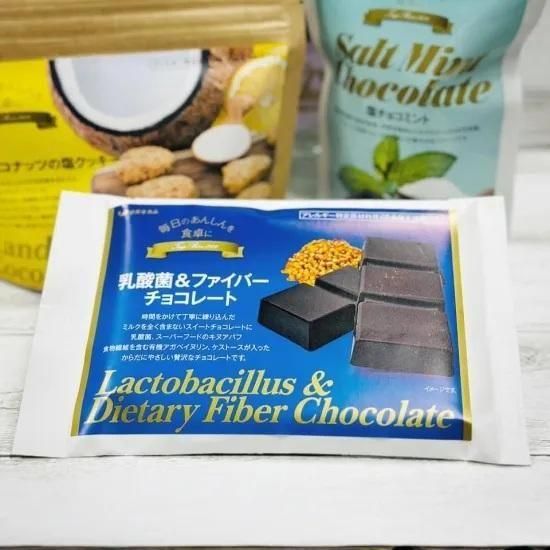 Salt Mint
Chocolate
塩チョコミント
コナッツの塩クッキー
毎日のあんしんを
食卓に
乳酸菌&ファイバー
チョコレート
時間をかけて丁寧に練り込んだ
ミルクを全く含まないスイートチョコレートに
乳酸菌、スーパーフードのキヌアパフ
食物繊維を含む有機アガベイヌリン、ケストースが入った
からだにやさしい贅沢なチョコレートです。
イメージです。
Lactobacillus &
Dietary Fiber Chocolate